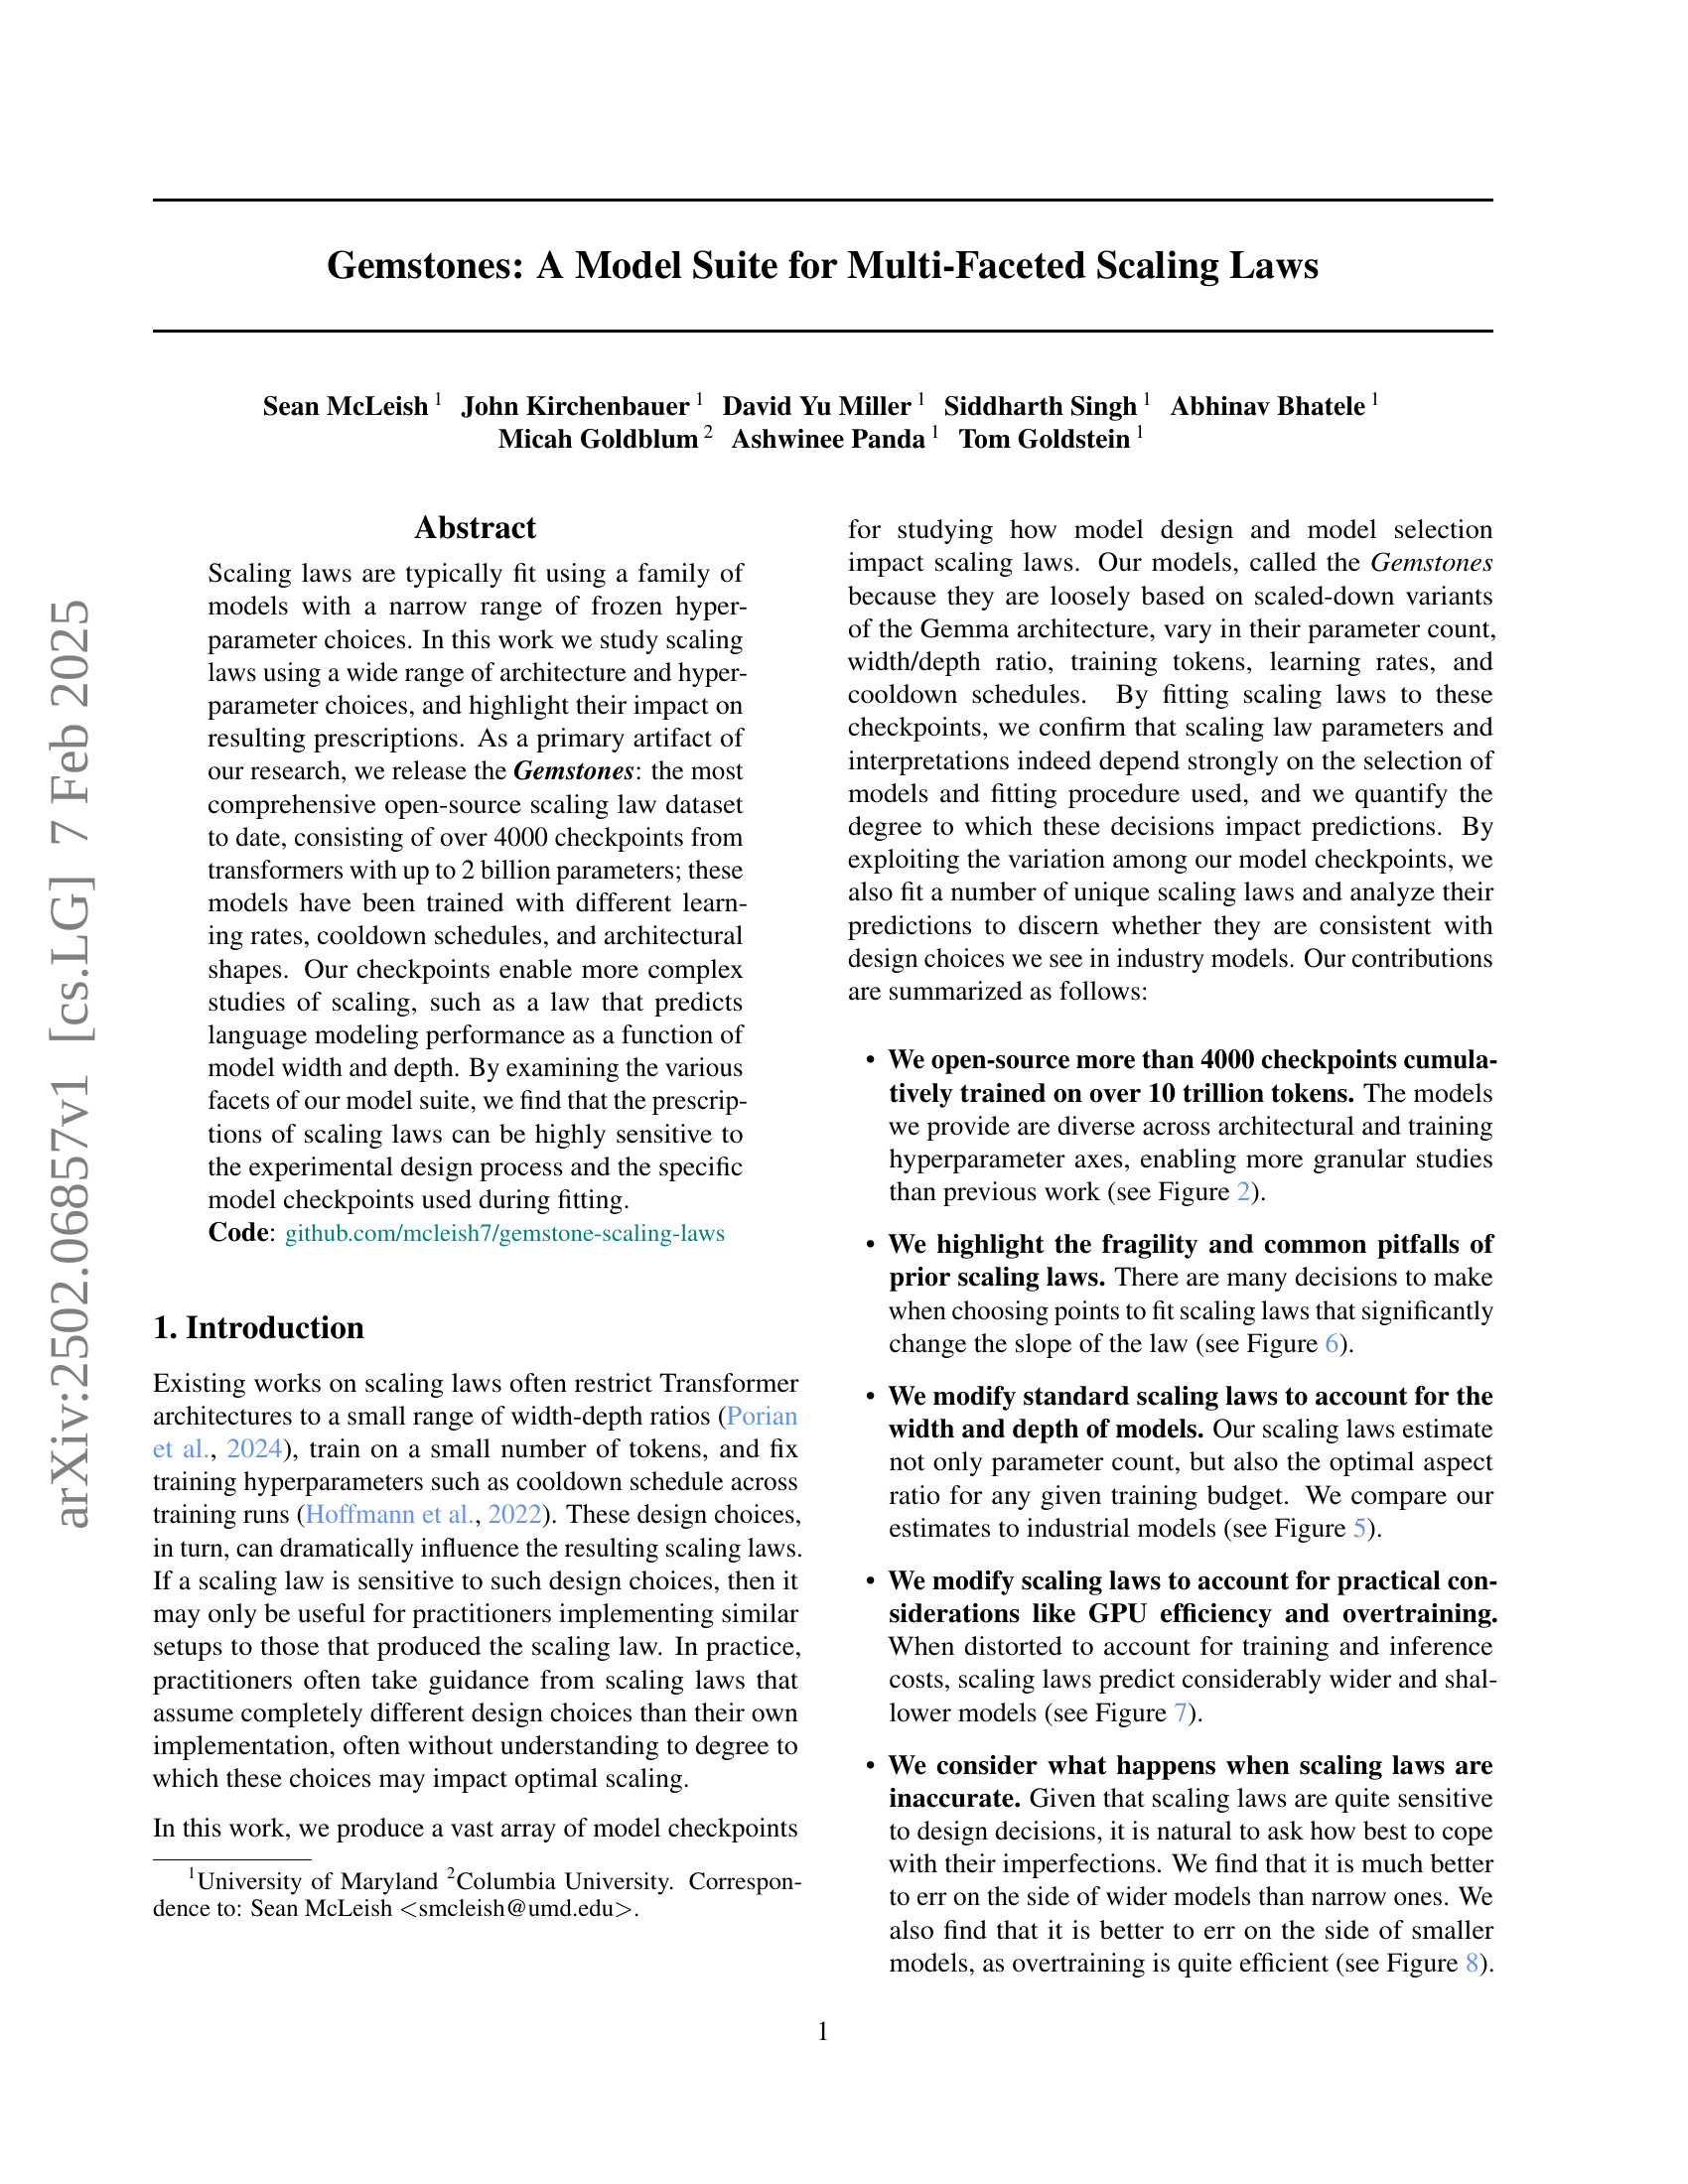 arXiv:2502.06857v1 [cs.LG] 7 Feb 2025
Gemstones: A Model Suite for Multi-Faceted Scaling Laws
Sean McLeish 1 John Kirchenbauer 1 David Yu Miller 1 Siddharth Singh 1 Abhinav Bhatele 1
Micah Goldblum 2 Ashwinee Panda 1 Tom Goldstein 1
Abstract
Scaling laws are typically fit using a family of
models with a narrow range of frozen hyper-
parameter choices. In this work we study scaling
laws using a wide range of architecture and hyper-
parameter choices, and highlight their impact on
resulting prescriptions. As a primary artifact of
our research, we release the Gemstones: the most
comprehensive open-source scaling law dataset
to date, consisting of over 4000 checkpoints from
transformers with up to 2 billion parameters; these
models have been trained with different learn-
ing rates, cooldown schedules, and architectural
shapes. Our checkpoints enable more complex
studies of scaling, such as a law that predicts
language modeling performance as a function of
model width and depth. By examining the various
facets of our model suite, we find that the prescrip-
tions of scaling laws can be highly sensitive to
the experimental design process and the specific
model checkpoints used during fitting.
Code: github.com/mcleish7/gemstone-scaling-laws
1. Introduction
Existing works on scaling laws often restrict Transformer
architectures to a small range of width-depth ratios (Porian
et al., 2024), train on a small number of tokens, and fix
training hyperparameters such as cooldown schedule across
training runs (Hoffmann et al., 2022). These design choices,
in turn, can dramatically influence the resulting scaling laws.
If a scaling law is sensitive to such design choices, then it
may only be useful for practitioners implementing similar
setups to those that produced the scaling law. In practice,
practitioners often take guidance from scaling laws that
assume completely different design choices than their own
implementation, often without understanding to degree to
which these choices may impact optimal scaling.
In this work, we produce a vast array of model checkpoints
1University of Maryland 2Columbia University. Correspon-
dence to: Sean McLeish <smcleish@umd.edu>.
for studying how model design and model selection
impact scaling laws. Our models, called the Gemstones
because they are loosely based on scaled-down variants
of the Gemma architecture, vary in their parameter count,
width/depth ratio, training tokens, learning rates, and
cooldown schedules. By fitting scaling laws to these
checkpoints, we confirm that scaling law parameters and
interpretations indeed depend strongly on the selection of
models and fitting procedure used, and we quantify the
degree to which these decisions impact predictions. By
exploiting the variation among our model checkpoints, we
also fit a number of unique scaling laws and analyze their
predictions to discern whether they are consistent with
design choices we see in industry models. Our contributions
are summarized as follows:
• We open-source more than 4000 checkpoints cumula-
tively trained on over 10 trillion tokens. The models
we provide are diverse across architectural and training
hyperparameter axes, enabling more granular studies
than previous work (see Figure 2).
• We highlight the fragility and common pitfalls of
prior scaling laws. There are many decisions to make
when choosing points to fit scaling laws that significantly
change the slope of the law (see Figure 6).
• We modify standard scaling laws to account for the
width and depth of models. Our scaling laws estimate
not only parameter count, but also the optimal aspect
ratio for any given training budget. We compare our
estimates to industrial models (see Figure 5).
• We modify scaling laws to account for practical con-
siderations like GPU efficiency and overtraining.
When distorted to account for training and inference
costs, scaling laws predict considerably wider and shal-
lower models (see Figure 7).
• We consider what happens when scaling laws are
inaccurate. Given that scaling laws are quite sensitive
to design decisions, it is natural to ask how best to cope
with their imperfections. We find that it is much better
to err on the side of wider models than narrow ones. We
also find that it is better to err on the side of smaller
models, as overtraining is quite efficient (see Figure 8).
1